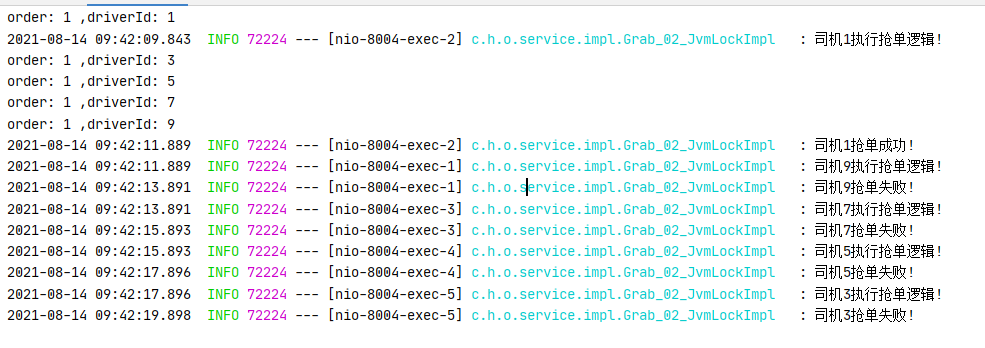 order: 1 ,driverId: 1
2021-08-14 09:42:09.843  INFO 72224 --- [nio-8004-exec-2] c.h.o.service.impl.Grab_02_JvmLockImpl   : 司机1执行抢单逻辑!
order: 1 ,driverId: 3
order: 1 ,driverId: 5
order: 1 ,driverId: 7
order: 1 ,driverId: 9
2021-08-14 09:42:11.889  INFO 72224 --- [nio-8004-exec-2] c.h.o.service.impl.Grab_02_JvmLockImpl   : 司机1抢单成功!
2021-08-14 09:42:11.889  INFO 72224 --- [nio-8004-exec-1] c.h.o.service.impl.Grab_02_JvmLockImpl   : 司机9执行抢单逻辑!
2021-08-14 09:42:13.891  INFO 72224 --- [nio-8004-exec-1] c.h.o.service.impl.Grab_02_JvmLockImpl   : 司机9抢单失败!
2021-08-14 09:42:13.891  INFO 72224 --- [nio-8004-exec-3] c.h.o.service.impl.Grab_02_JvmLockImpl   : 司机7执行抢单逻辑!
2021-08-14 09:42:15.893  INFO 72224 --- [nio-8004-exec-3] c.h.o.service.impl.Grab_02_JvmLockImpl   : 司机7抢单失败!
2021-08-14 09:42:15.893  INFO 72224 --- [nio-8004-exec-4] c.h.o.service.impl.Grab_02_JvmLockImpl   : 司机5执行抢单逻辑!
2021-08-14 09:42:17.896  INFO 72224 --- [nio-8004-exec-4] c.h.o.service.impl.Grab_02_JvmLockImpl   : 司机5抢单失败!
2021-08-14 09:42:17.896  INFO 72224 --- [nio-8004-exec-5] c.h.o.service.impl.Grab_02_JvmLockImpl   : 司机3执行抢单逻辑!
2021-08-14 09:42:19.898  INFO 72224 --- [nio-8004-exec-5] c.h.o.service.impl.Grab_02_JvmLockImpl   : 司机3抢单失败!